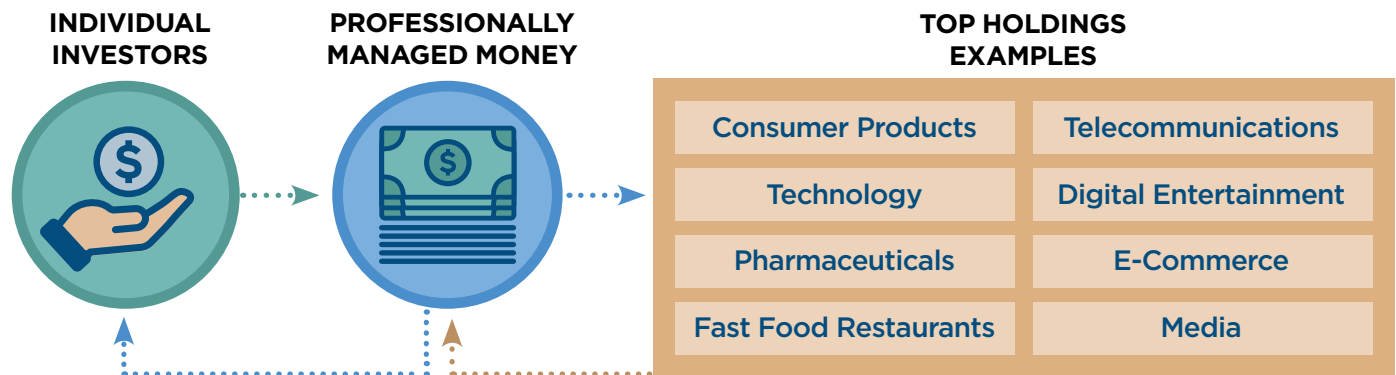 INDIVIDUAL
INVESTORS
PROFESSIONALLY
MANAGED MONEY
TOP HOLDINGS
EXAMPLES
$
$
Consumer Products
Telecommunications
Technology
Digital Entertainment
Pharmaceuticals
E-Commerce
Fast Food Restaurants
Media